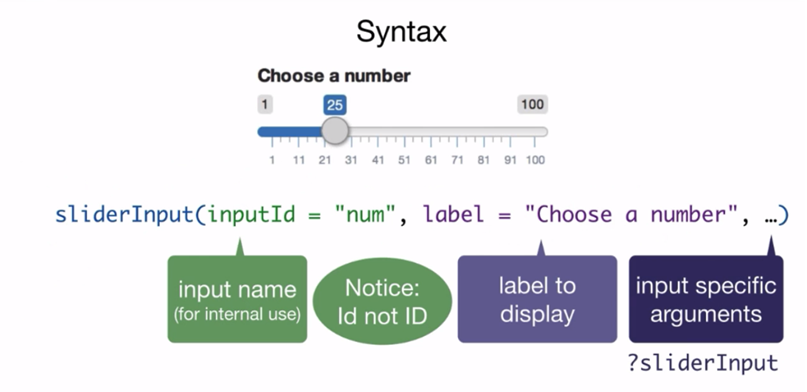 Syntax
Choose a number
1 25 100
1 11 21 31 41 51 61 71 81 91 100
sliderInput(inputId = "num", label = "Choose a number", …)
input name
(for internal use)
Notice:
Id not ID
label to
display
input specific
arguments
?sliderInput